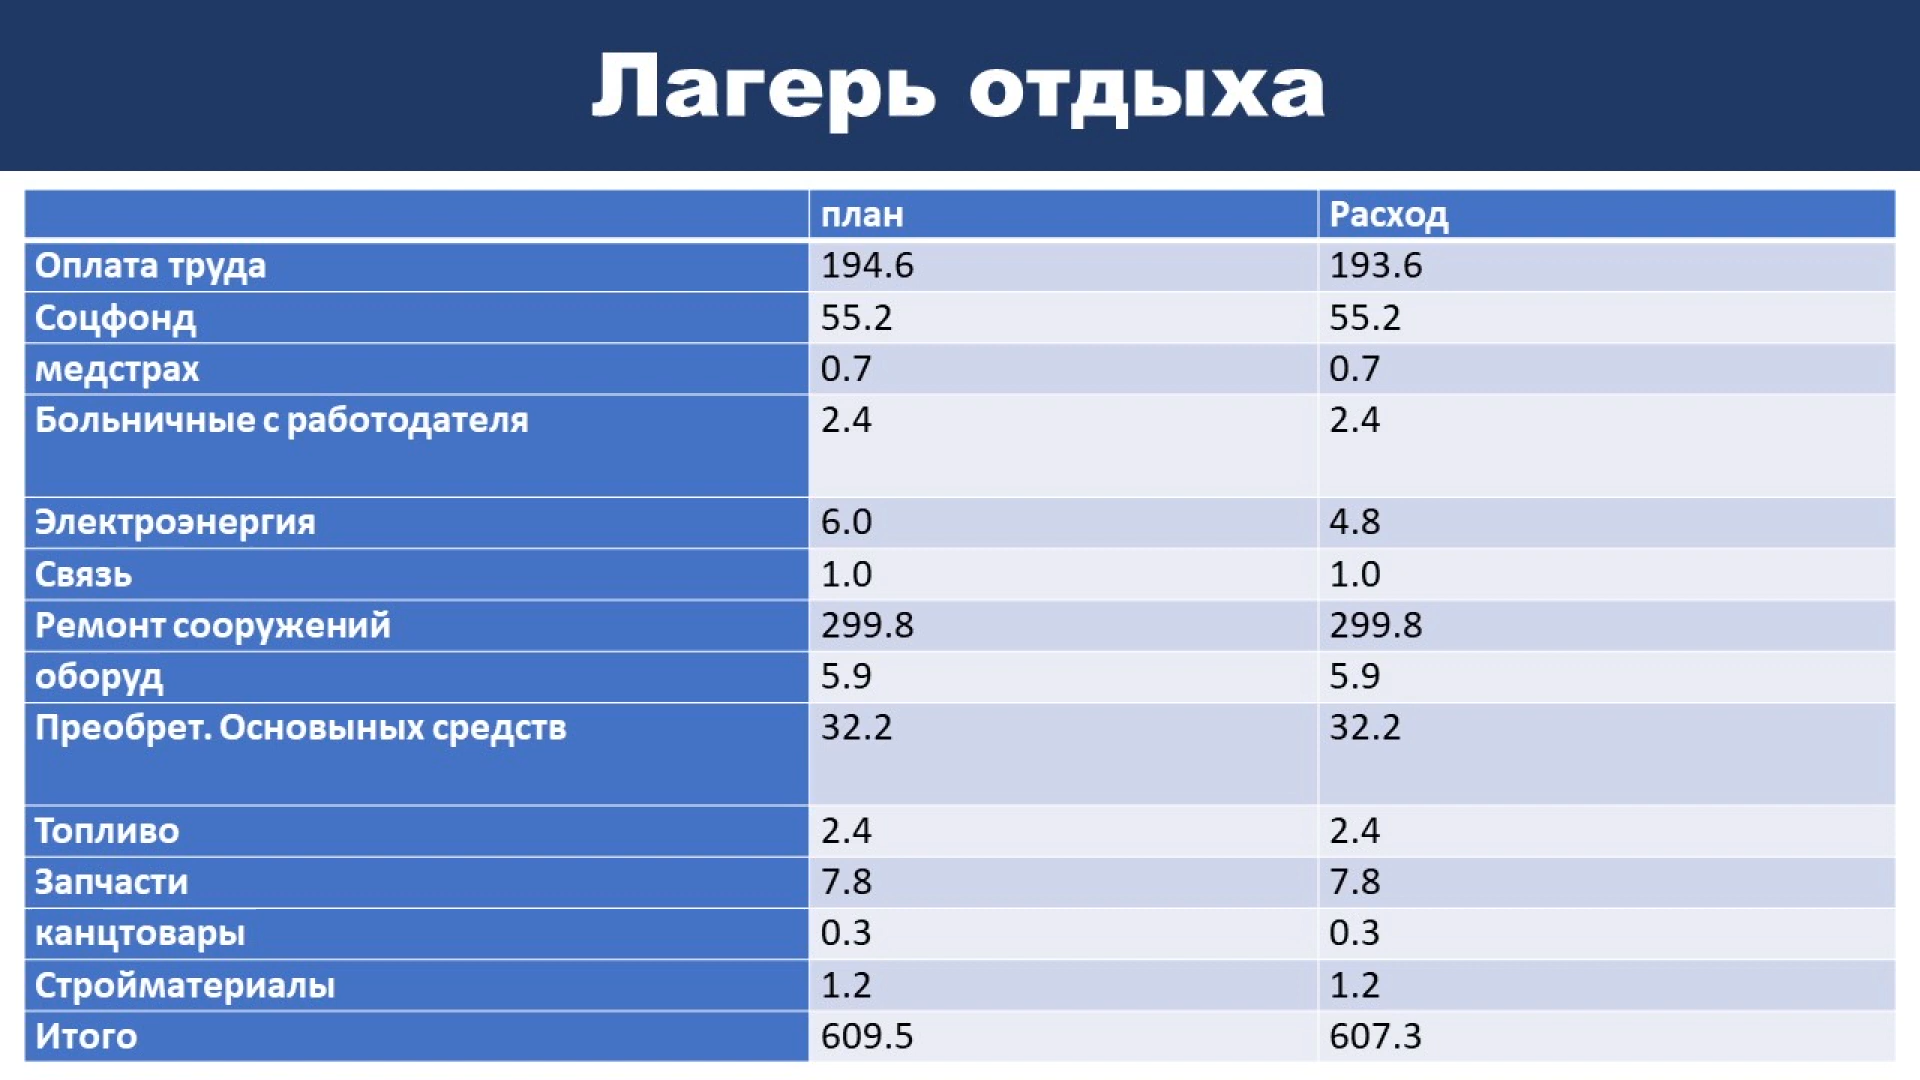 Лагерь отдыха
план Расход
Оплата труда 194.6 193.6
Соцфонд 55.2 55.2
медстрах 0.7 0.7
Больничные с работодателя 2.4 2.4
Электроэнергия 6.0 4.8
Связь 1.0 1.0
Ремонт сооружений 299.8 299.8
оборуд 5.9 5.9
Преобрет. Основыных средств 32.2 32.2
Топливо 2.4 2.4
Запчасти 7.8 7.8
канцтовары 0.3 0.3
Стройматериалы 1.2 1.2
Итого 609.5 607.3